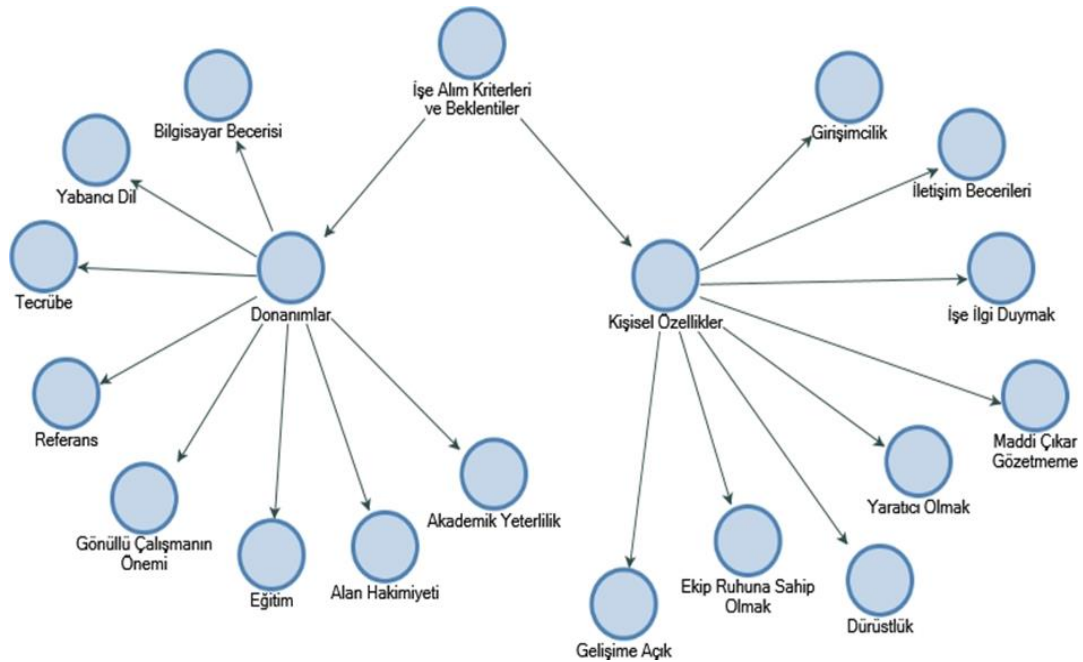 İşe Alım Kriterleri
ve Beklentiler
Bilgisayar Becerisi
Girişimcilik
Yabancı Dil
İletişim Becerileri
Tecrübe
Donanımlar
Kişisel Özellikler
İşe İlgi Duymak
Referans
Maddi Çıkar
Gözetmeme
Gönüllü Çalışmanın
Önemi
Eğitim
Alan Hakimiyeti
Akademik Yeterlilik
Yaratıcı Olmak
Ekip Ruhuna Sahip
Olmak
Dürüstlük
Gelişime Açık